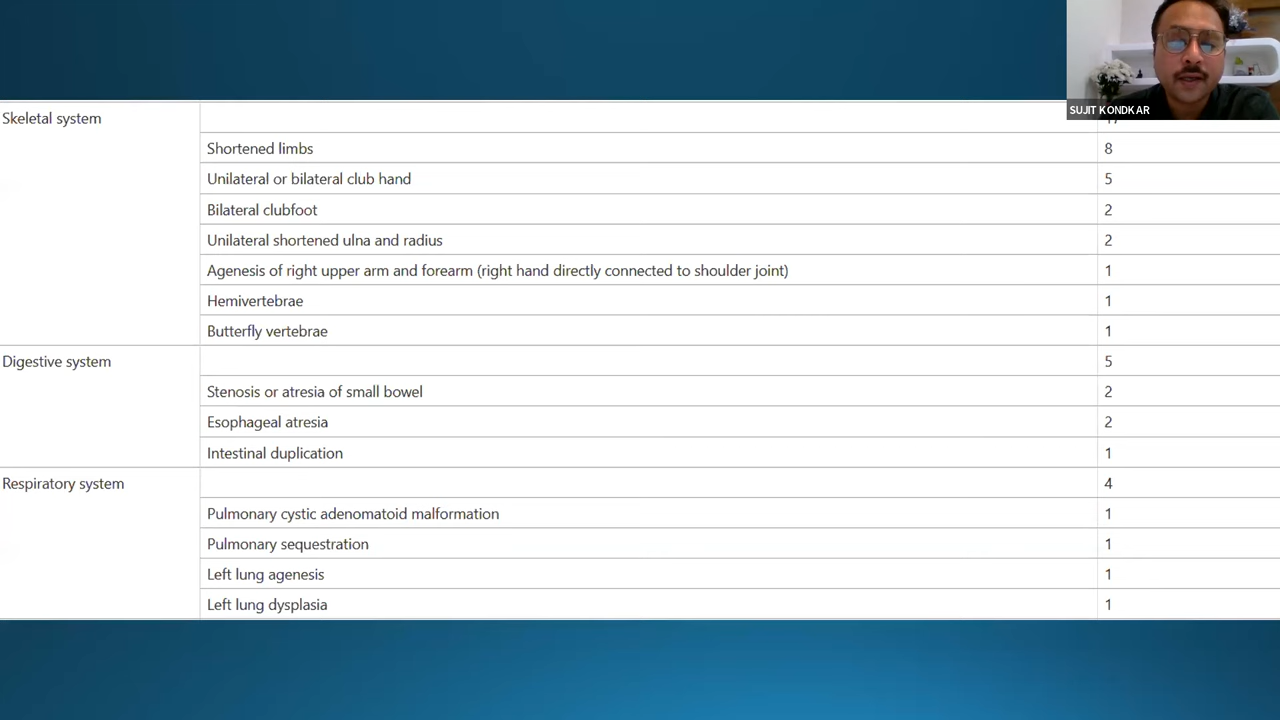 SUJIT KONDKAR
Skeletal system
Shortened limbs 8
Unilateral or bilateral club hand 5
Bilateral clubfoot 2
Unilateral shortened ulna and radius 2
Agenesis of right upper arm and forearm (right hand directly connected to shoulder joint) 1
Hemivertebrae 1
Butterfly vertebrae 1
Digestive system 5
Stenosis or atresia of small bowel 2
Esophageal atresia 2
Intestinal duplication 1
Respiratory system 4
Pulmonary cystic adenomatoid malformation 1
Pulmonary sequestration 1
Left lung agenesis 1
Left lung dysplasia 1